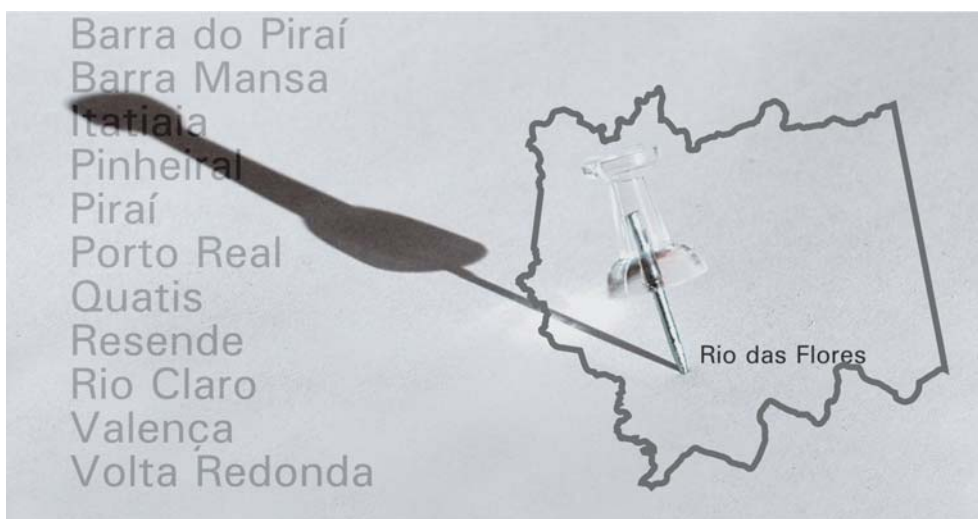 Barra do Piraí
Barra Mansa
Itatiaia
Pinheiral
Piraí
Porto Real
Quatis
Resende
Rio Claro
Valença
Volta Redonda
Rio das Flores